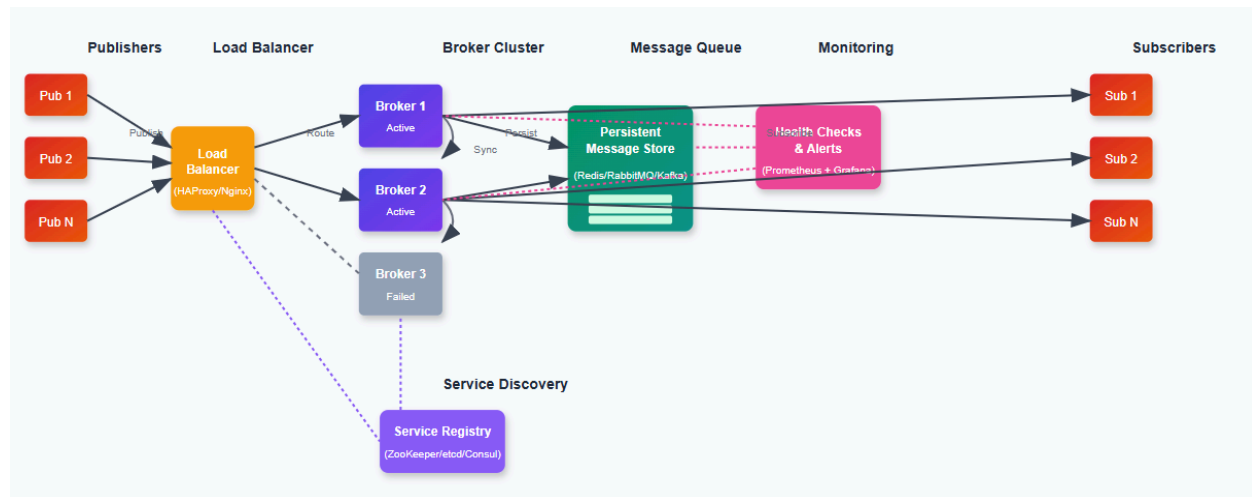 Publishers
Load Balancer
Broker Cluster
Message Queue
Monitoring
Subscribers
Pub 1
Pub 2
Pub N
Publish
Load
Balancer
(HAProxy/Nginx)
Route
Broker 1
Active
Sync
Broker 2
Active
Broker 3
Failed
Persist
Persistent
Message Store
(Redis/RabbitMQ/Kafka)
Health Checks
& Alerts
(Prometheus + Grafana)
Sub 1
Sub 2
Sub N
Service Discovery
Service Registry
(ZooKeeper/etcd/Consul)